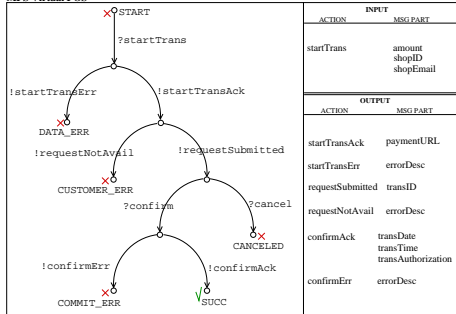 START
?startTrans
!startTransErr
!startTransAck
DATA_ERR
!requestNotAvail
!requestSubmitted
CUSTOMER_ERR
?confirm
?cancel
CANCELED
!confirmErr
!confirmAck
COMMIT_ERR
SUCC
INPUT
ACTION MSG PART
startTrans amount
shopID
shopEmail
OUTPUT
ACTION MSG PART
startTransAck paymentURL
startTransErr errorDesc
requestSubmitted transID
requestNotAvail errorDesc
confirmAck transDate
transTime
transAuthorization
confirmErr errorDesc